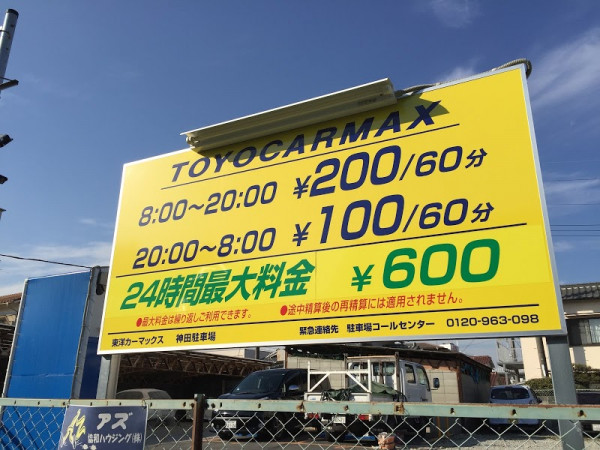 TOYOCARMAX
8:00～20:00 ￥200/60分
20:00～8:00 ￥100/60分
24時間最大料金 ￥600
●最大料金は繰り返しご利用できます。 ●途中精算後の再精算には適用されません。
東洋カーマックス 神田駐車場 緊急連絡先 駐車場コールセンター 0120-963-098
アズ
協和ハウジング(株)